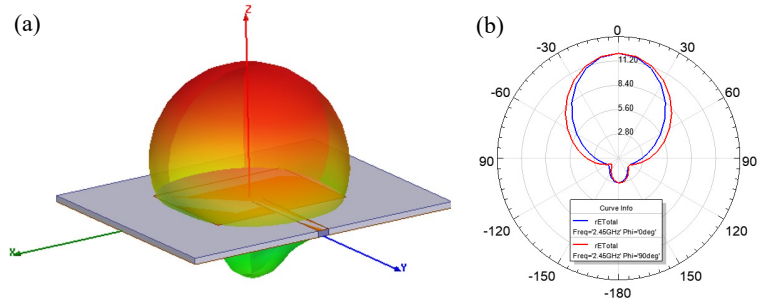 (a)
Z
X
Y
(b)
0
-30
30
11.20
-60
8.40
60
5.60
2.80
-90
90
Curve Info
rETotal
Freq='2.45GHz' Phi='0deg'
rETotal
Freq='2.45GHz' Phi='90deg'
-120
120
-150
150
-180